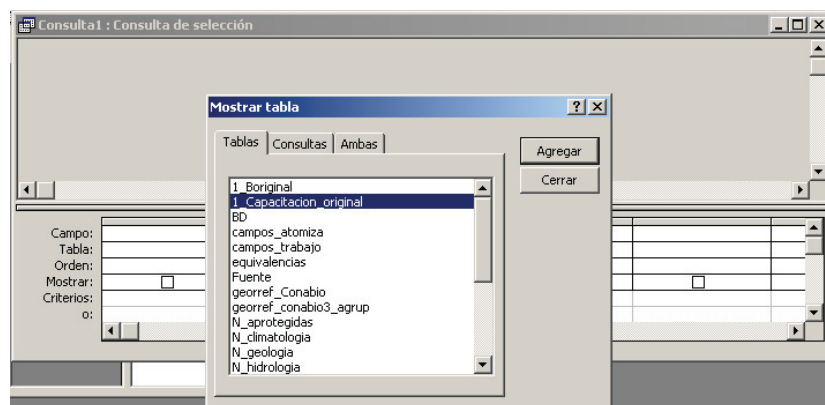 Consulta1 : Consulta de selección
Mostrar tabla
Tablas Consultas Ambas
Agregar
Cerrar
1_Boriginal
1_Capacitacion_original
BD
campos_atomiza
campos_trabajo
equivalencias
Fuente
georref_Conabio
georref_conabio3_agrup
N_aprotegidas
N_climatologia
N_geologia
N_hidrologia
Campo:
Tabla:
Orden:
Mostrar:
Criterios:
o: